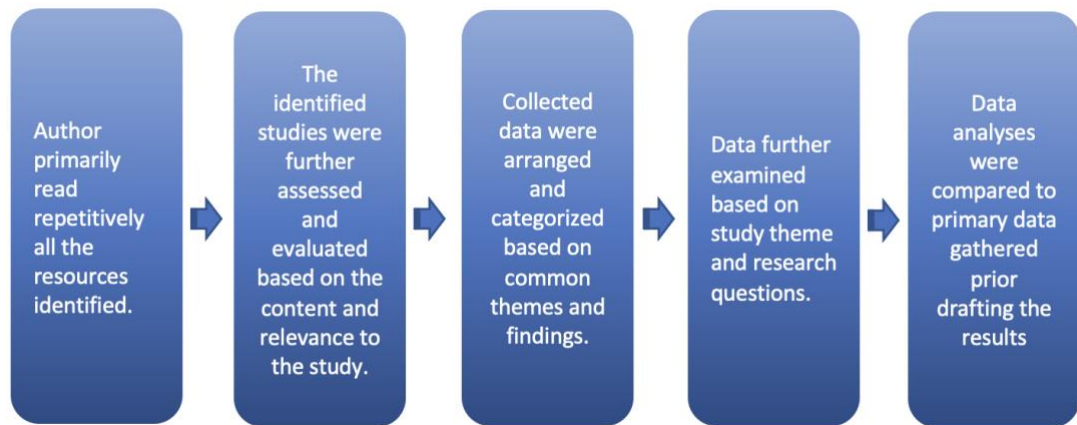 Author
primarily
read
repetitively
all the
resources
identified.
The
identified
studies were
further
assessed
and
evaluated
based on the
content and
relevance to
the study.
Collected
data were
arranged
and
categorized
based on
common
themes and
findings.
Data further
examined
based on
study theme
and research
questions.
Data
analyses
were
compared to
primary data
gathered
prior
drafting the
results